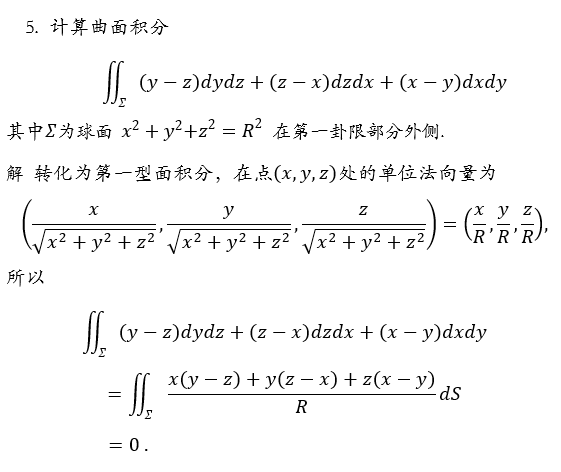 5. 计算曲面积分
∬_Σ (y − z)dydz + (z − x)dzdx + (x − y)dxdy
其中Σ为球面 x² + y²+z² = R² 在第一卦限部分外侧.
解 转化为第一型面积分，在点(x, y, z)处的单位法向量为
(x/√(x² + y² + z²), y/√(x² + y² + z²), z/√(x² + y² + z²)) = (x/R, y/R, z/R),
所以
∬_Σ (y − z)dydz + (z − x)dzdx + (x − y)dxdy
= ∬_Σ (x(y − z) + y(z − x) + z(x − y))/R dS
= 0 .